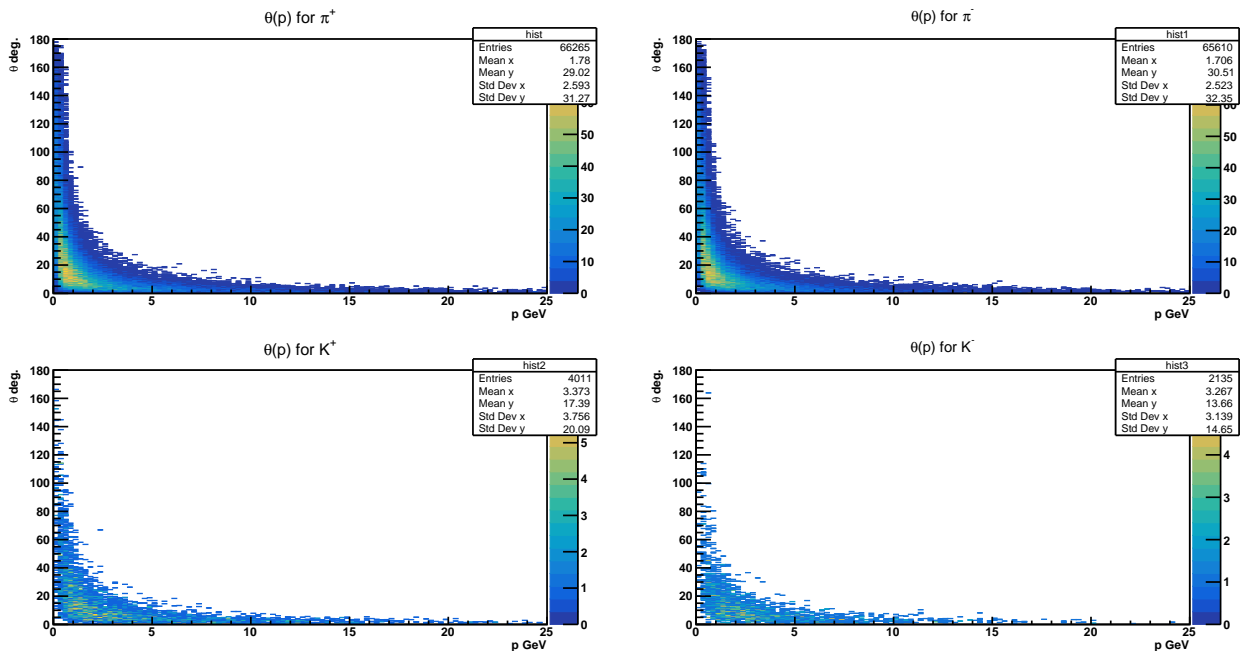 θ(p) for π⁺
θ deg.
180
160
140
120
100
80
60
40
20
0
0 5 10 15 20 25
p GeV
hist
Entries 66265
Mean x 1.78
Mean y 29.02
Std Dev x 2.593
Std Dev y 31.27
50
40
30
20
10
0
θ(p) for π⁻
θ deg.
180
160
140
120
100
80
60
40
20
0
0 5 10 15 20 25
p GeV
hist1
Entries 65610
Mean x 1.706
Mean y 30.51
Std Dev x 2.523
Std Dev y 32.35
60
50
40
30
20
10
0
θ(p) for K⁺
θ deg.
180
160
140
120
100
80
60
40
20
0
0 5 10 15 20 25
p GeV
hist2
Entries 4011
Mean x 3.373
Mean y 17.39
Std Dev x 3.756
Std Dev y 20.09
5
4
3
2
1
0
θ(p) for K⁻
θ deg.
180
160
140
120
100
80
60
40
20
0
0 5 10 15 20 25
p GeV
hist3
Entries 2135
Mean x 3.267
Mean y 13.66
Std Dev x 3.139
Std Dev y 14.65
4
3
2
1
0